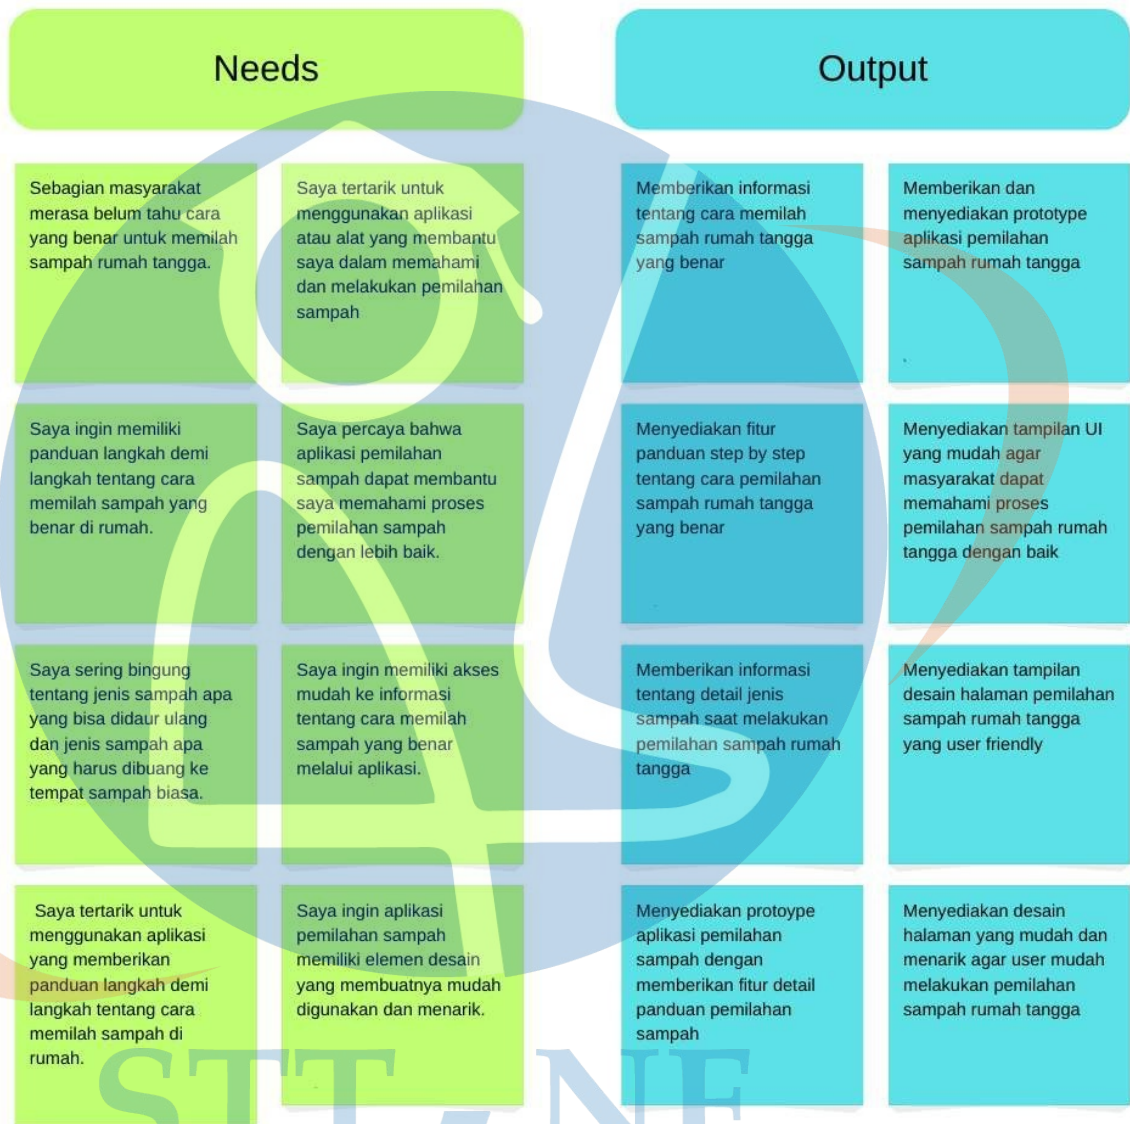 Needs
Output
Sebagian masyarakat
merasa belum tahu cara
yang benar untuk memilah
sampah rumah tangga.
Saya tertarik untuk
menggunakan aplikasi
atau alat yang membantu
saya dalam memahami
dan melakukan pemilahan
sampah
Memberikan informasi
tentang cara memilah
sampah rumah tangga
yang benar
Memberikan dan
menyediakan prototype
aplikasi pemilahan
sampah rumah tangga
Saya ingin memiliki
panduan langkah demi
langkah tentang cara
memilah sampah yang
benar di rumah.
Saya percaya bahwa
aplikasi pemilahan
sampah dapat membantu
saya memahami proses
pemilahan sampah
dengan lebih baik.
Menyediakan fitur
panduan step by step
tentang cara pemilahan
sampah rumah tangga
yang benar
Menyediakan tampilan UI
yang mudah agar
masyarakat dapat
memahami proses
pemilahan sampah rumah
tangga dengan baik
Saya sering bingung
tentang jenis sampah apa
yang bisa didaur ulang
dan jenis sampah apa
yang harus dibuang ke
tempat sampah biasa.
Saya ingin memiliki akses
mudah ke informasi
tentang cara memilah
sampah yang benar
melalui aplikasi.
Memberikan informasi
tentang detail jenis
sampah saat melakukan
pemilahan sampah rumah
tangga
Menyediakan tampilan
desain halaman pemilahan
sampah rumah tangga
yang user friendly
Saya tertarik untuk
menggunakan aplikasi
yang memberikan
panduan langkah demi
langkah tentang cara
memilah sampah di
rumah.
Saya ingin aplikasi
pemilahan sampah
memiliki elemen desain
yang membuatnya mudah
digunakan dan menarik.
Menyediakan protoype
aplikasi pemilahan
sampah dengan
memberikan fitur detail
panduan pemilahan
sampah
Menyediakan desain
halaman yang mudah dan
menarik agar user mudah
melakukan pemilahan
sampah rumah tangga
STT NF